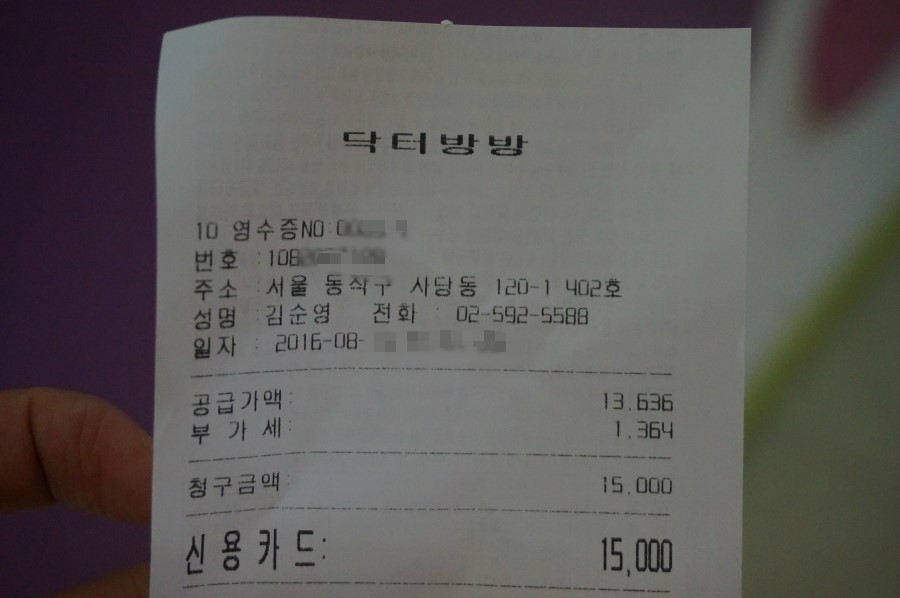 닥터방방
10 영수증NO:0
번호 :108
주소 :서울 동작구 사당동 120-1 402호
성명 :김순영 전화 : 02-592-5588
일자 : 2016-08-
공급가액: 13,636
부 가 세: 1,364
청구금액: 15,000
신용카드: 15,000